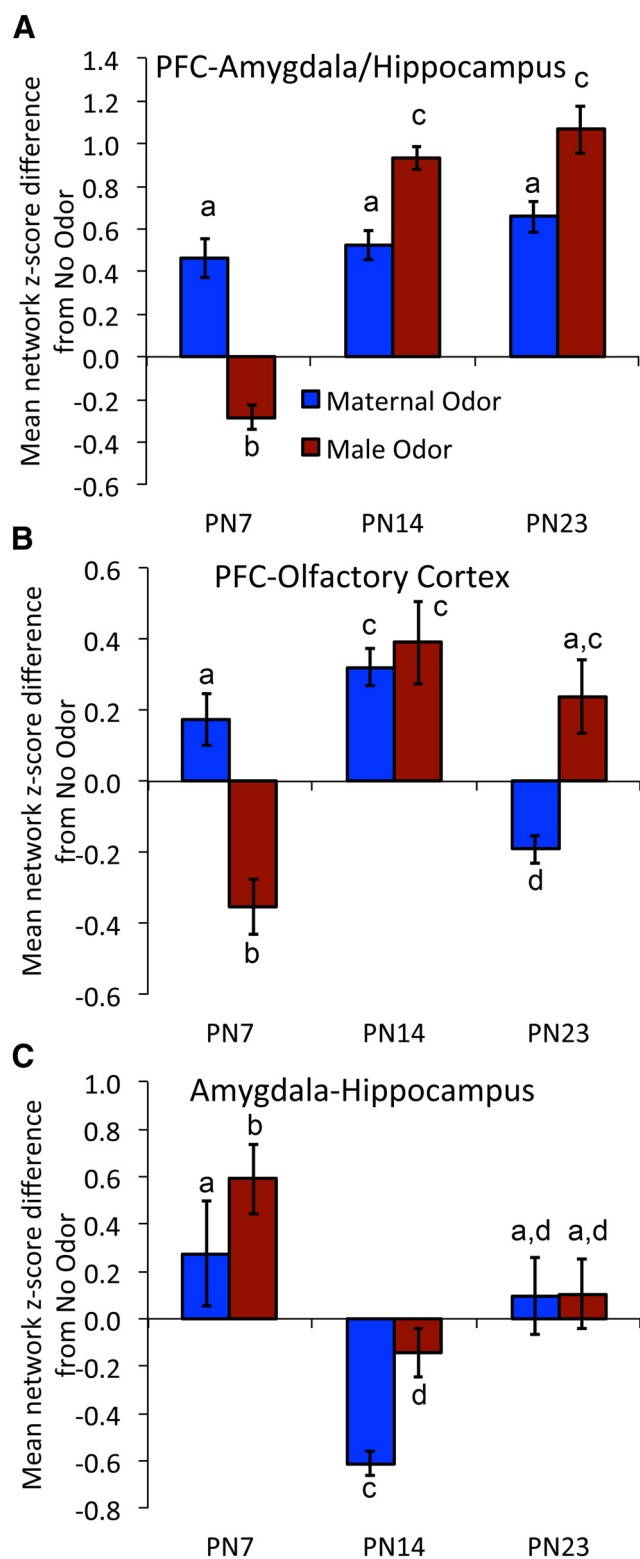 A
PFC-Amygdala/Hippocampus
Mean network z-score difference
from No Odor
1.4
1.2
1.0
0.8
0.6
0.4
0.2
0.0
-0.2
-0.4
-0.6
a
b
a
c
a
c
Maternal Odor
Male Odor
PN7
PN14
PN23
B
PFC-Olfactory Cortex
Mean network z-score difference
from No Odor
0.6
0.4
0.2
0.0
-0.2
-0.4
-0.6
a
b
c
c
d
a,c
PN7
PN14
PN23
C
Amygdala-Hippocampus
Mean network z-score difference
from No Odor
1.0
0.8
0.6
0.4
0.2
0.0
-0.2
-0.4
-0.6
-0.8
a
b
c
d
a,d
a,d
PN7
PN14
PN23